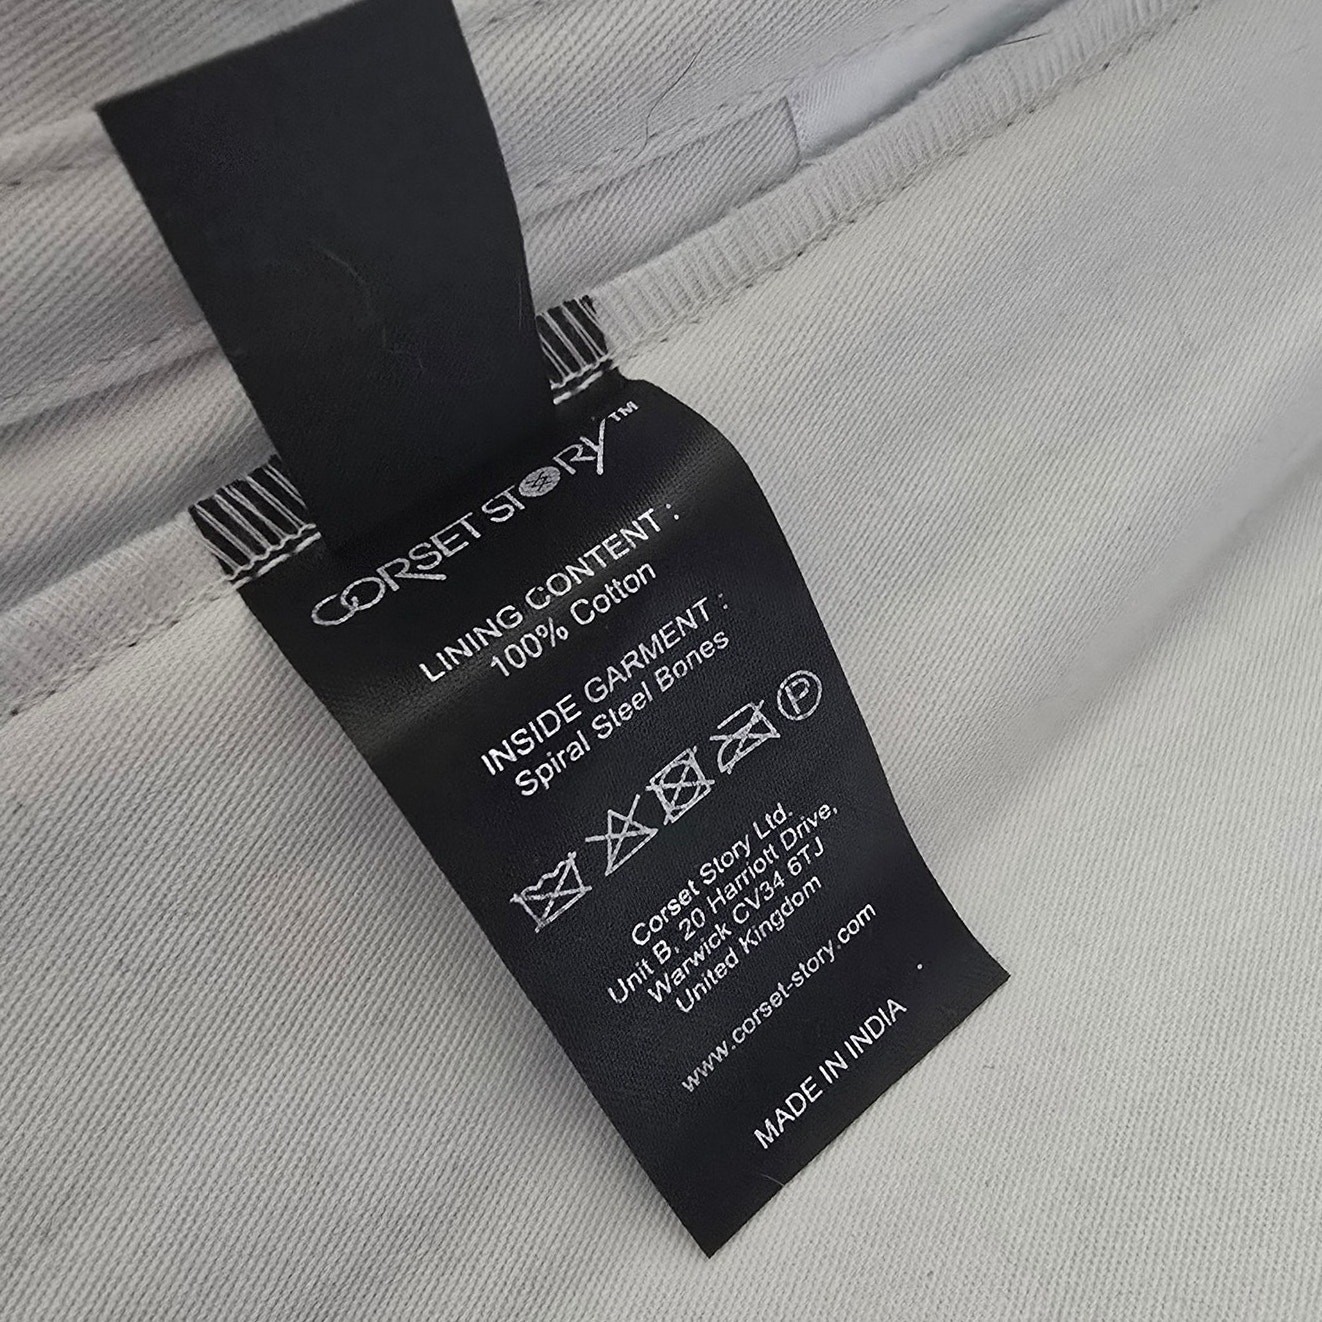 CORSET STORY™
LINING CONTENT :
100% Cotton
INSIDE GARMENT :
Spiral Steel Bones
P
Corset Story Ltd.
Unit B, 20 Harriott Drive,
Warwick CV34 6TJ
United Kingdom
www.corset-story.com
MADE IN INDIA